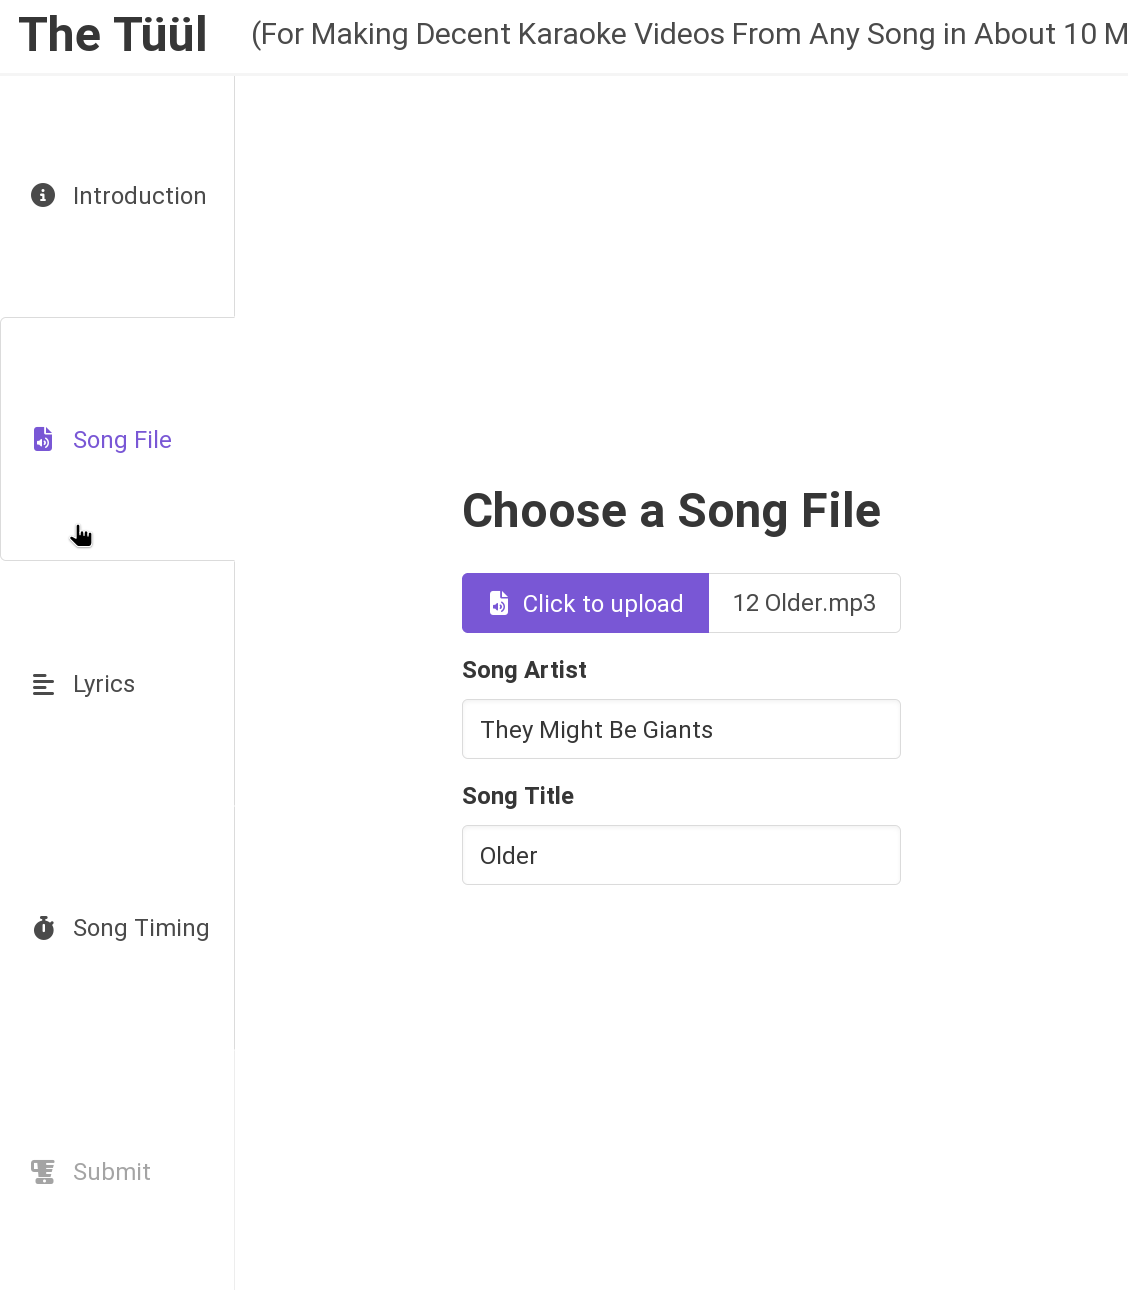 The Tüül
(For Making Decent Karaoke Videos From Any Song in About 10 M
Introduction
Song File
Lyrics
Song Timing
Submit
Choose a Song File
Click to upload
12 Older.mp3
Song Artist
They Might Be Giants
Song Title
Older